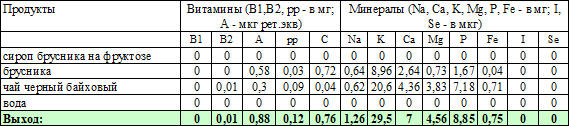 Продукты Витамины (B1,B2, pp - в мг; Минералы (Na, Ca, K, Mg, P, Fe - в мг; I,
A - мкг рет.экв) Se - в мкг)
B1 B2 A pp C Na K Ca Mg P Fe I Se
сироп брусника на фруктозе 0 0 0 0 0 0 0 0 0 0 0 0 0
брусника 0 0 0,58 0,03 0,72 0,64 8,96 2,64 0,73 1,67 0,04 0 0
чай черный байховый 0 0,01 0,3 0,09 0,04 0,62 20,6 4,36 3,83 7,18 0,71 0 0
вода 0 0 0 0 0 0 0 0 0 0 0 0 0
Выход: 0 0,01 0,88 0,12 0,76 1,26 29,5 7 4,56 8,85 0,75 0 0